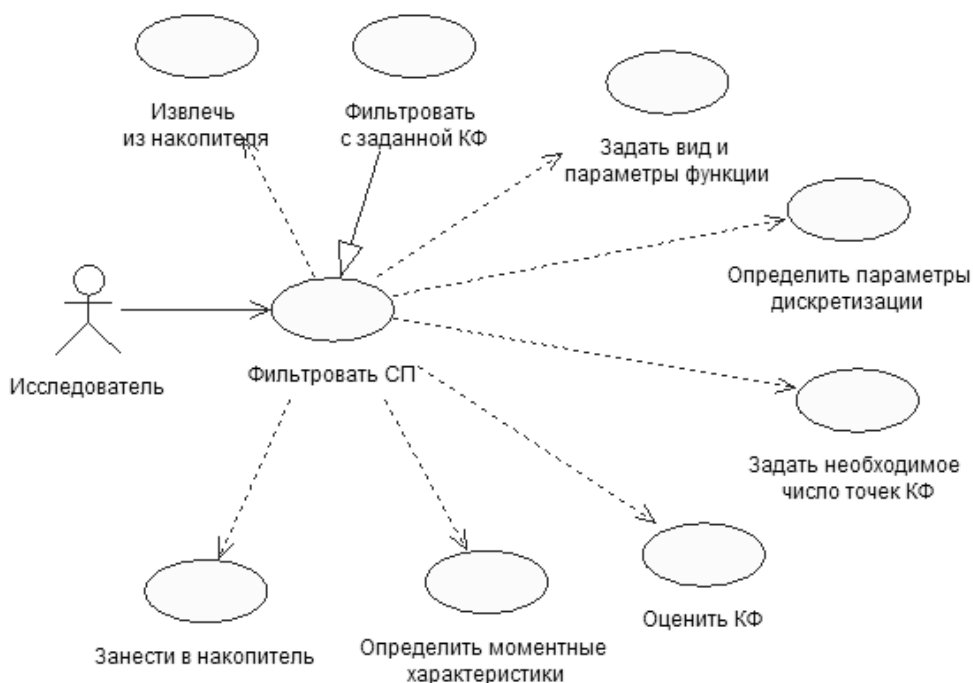 Извлечь
из накопителя
Фильтровать
с заданной КФ
Задать вид и
параметры функции
Определить параметры
дискретизации
Исследователь
Фильтровать СП
Задать необходимое
число точек КФ
Оценить КФ
Занести в накопитель
Определить моментные
характеристики